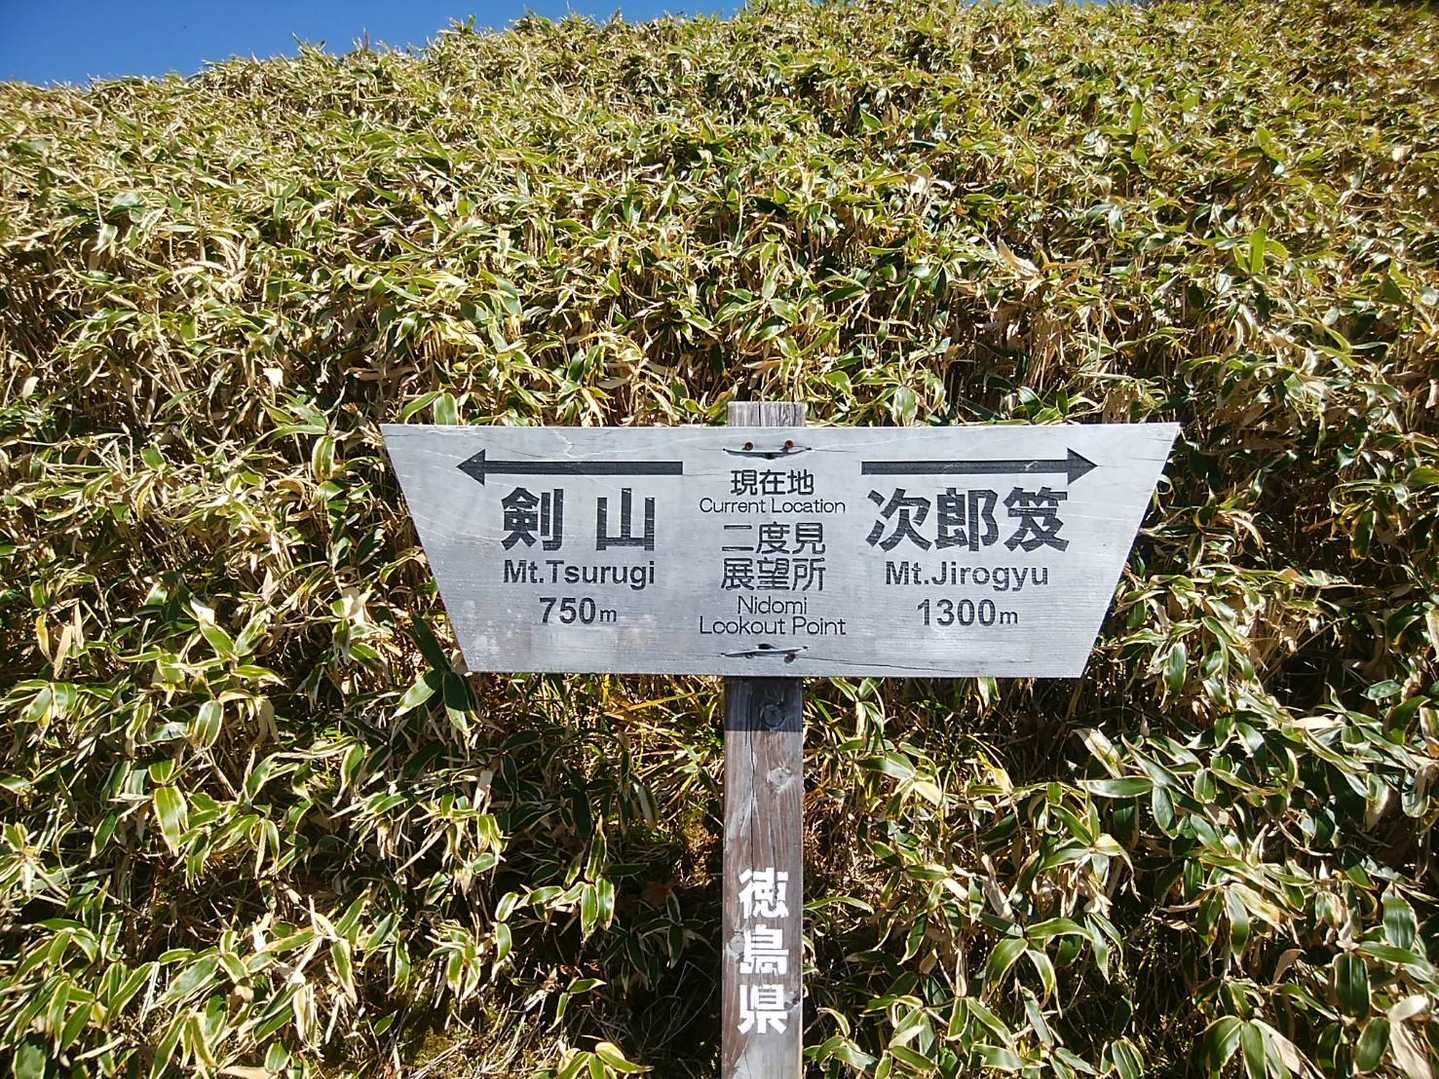 剣山
Mt.Tsurugi
750m
現在地
Current Location
二度見
展望所
Nidomi
Lookout Point
次郎笈
Mt.Jirogyu
1300m
徳島県